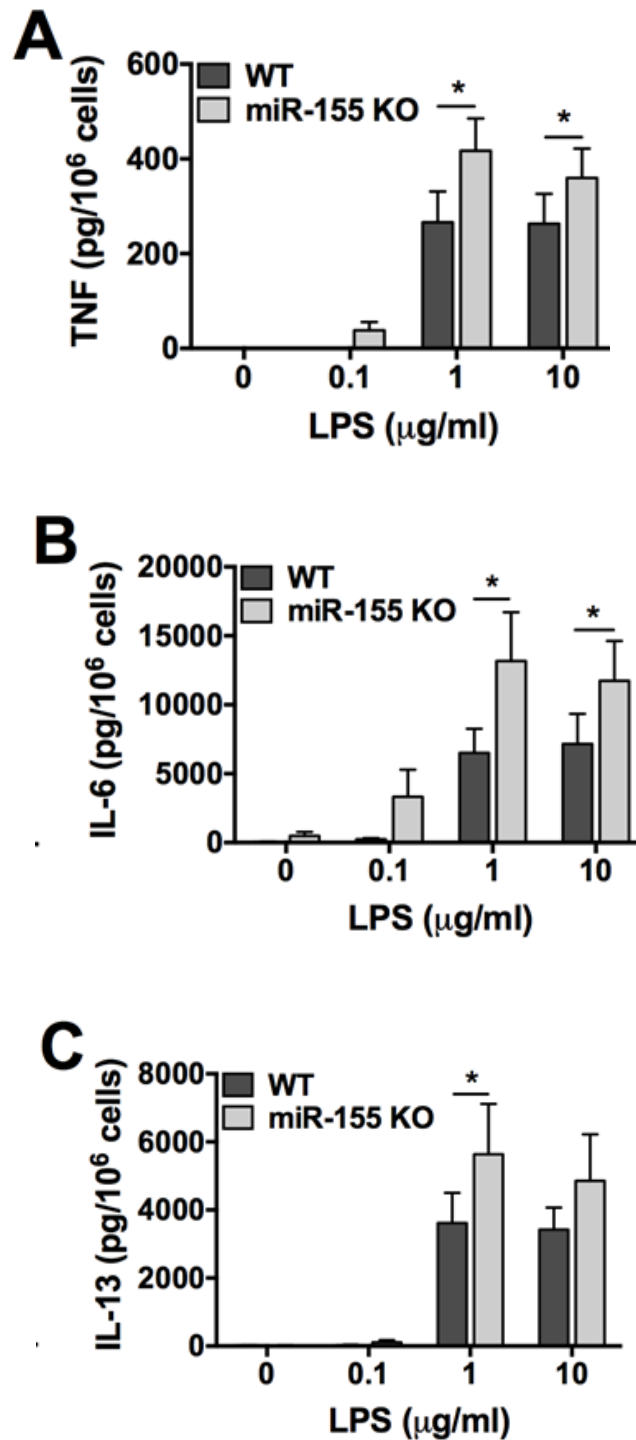 A
TNF (pg/10⁶ cells)
600
400
200
0
WT
miR-155 KO
*
*
0 0.1 1 10
LPS (μg/ml)
B
IL-6 (pg/10⁶ cells)
20000
15000
10000
5000
0
WT
miR-155 KO
*
*
0 0.1 1 10
LPS (μg/ml)
C
IL-13 (pg/10⁶ cells)
8000
6000
4000
2000
0
WT
miR-155 KO
*
0 0.1 1 10
LPS (μg/ml)